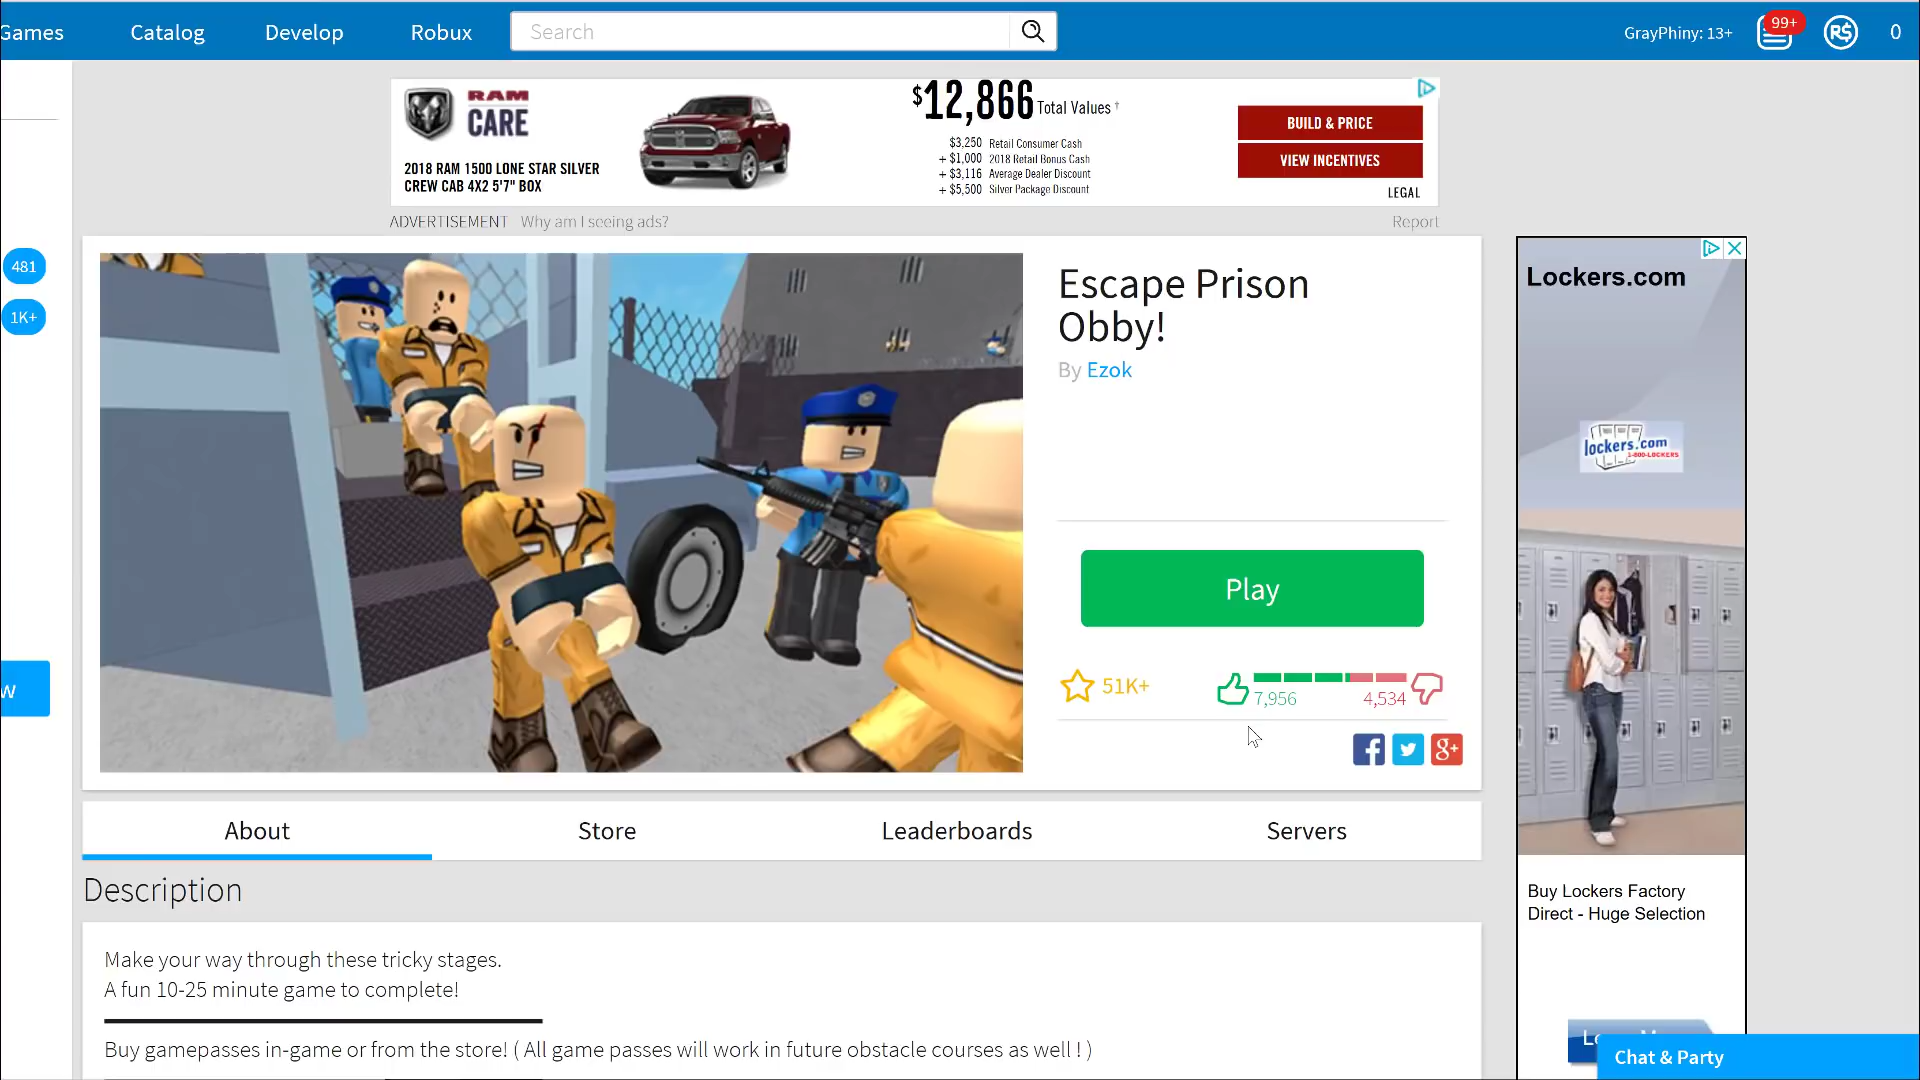 Games
Catalog
Develop
Robux
Search
GrayPhiny: 13+
99+
R$
0
RAM
CARE
2018 RAM 1500 LONE STAR SILVER
CREW CAB 4X2 5'7" BOX
$12,866 Total Values †
$3,250 Retail Consumer Cash
+ $1,000 2018 Retail Bonus Cash
+ $3,116 Average Dealer Discount
+ $5,500 Silver Package Discount
BUILD & PRICE
VIEW INCENTIVES
LEGAL
ADVERTISEMENT Why am I seeing ads?
Report
481
1K+
w
Escape Prison
Obby!
By Ezok
Play
51K+
7,956
4,534
f
g+
Lockers.com
lockers.com
1-800-LOCKERS
Buy Lockers Factory
Direct - Huge Selection
About
Store
Leaderboards
Servers
Description
Make your way through these tricky stages.
A fun 10-25 minute game to complete!
Buy gamepasses in-game or from the store! ( All game passes will work in future obstacle courses as well ! )
Chat & Party